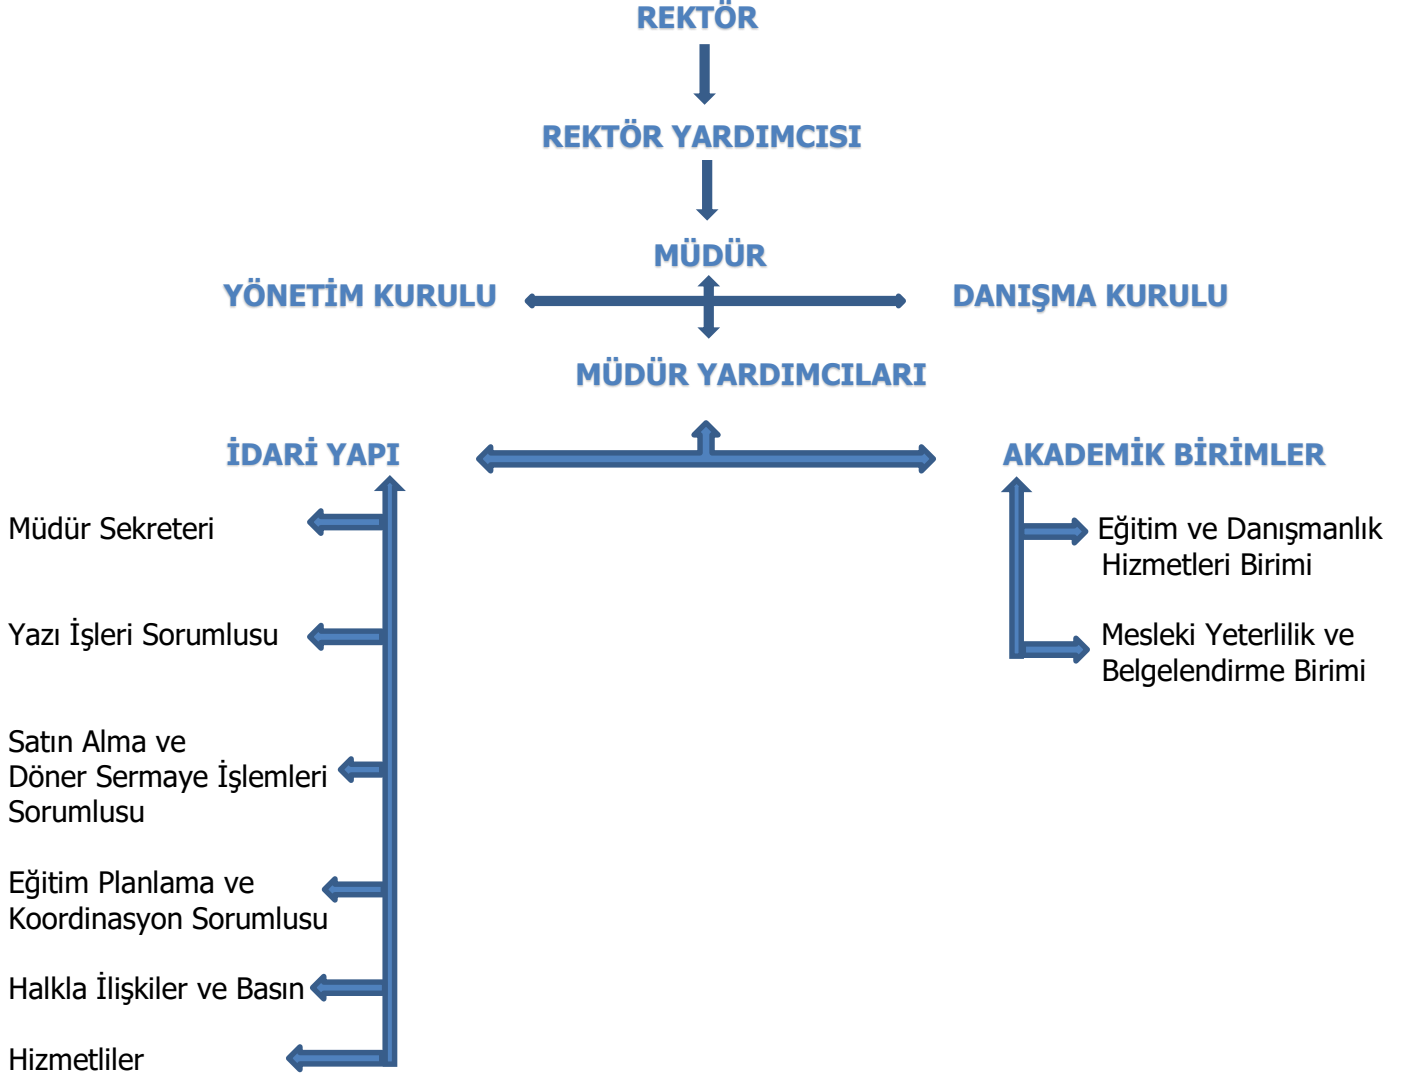 REKTÖR
REKTÖR YARDIMCISI
MÜDÜR
YÖNETİM KURULU
DANIŞMA KURULU
MÜDÜR YARDIMCILARI
İDARİ YAPI
AKADEMİK BİRİMLER
Müdür Sekreteri
Yazı İşleri Sorumlusu
Satın Alma ve
Döner Sermaye İşlemleri
Sorumlusu
Eğitim Planlama ve
Koordinasyon Sorumlusu
Halkla İlişkiler ve Basın
Hizmetliler
Eğitim ve Danışmanlık
Hizmetleri Birimi
Mesleki Yeterlilik ve
Belgelendirme Birimi